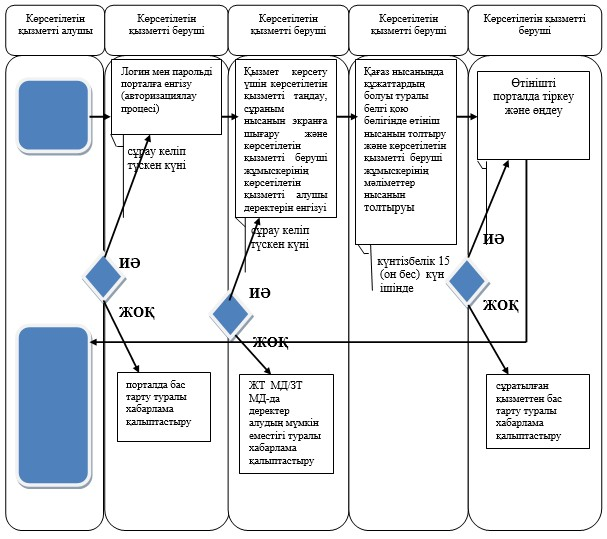 Көрсетілетін
қызметті алушы
Көрсетілетін
қызметті беруші
Көрсетілетін
қызметті беруші
Көрсетілетін
қызметті беруші
Көрсетілетін қызметті
беруші
Логин мен парольді
порталға енгізу
(авторизациялау
процесі)
сұрау келіп
түскен күні
Қызмет көрсету
үшін көрсетілетін
қызметті таңдау,
сұраным
нысанын экранға
шығару және
көрсетілетін
қызметті беруші
жұмыскерінің
көрсетілетін
қызметті алушы
деректерін енгізуі
сұрау келіп
түскен күні
Қағаз нысанында
құжаттардың
болуы туралы
белгі қою
бөлігінде өтініш
нысанын толтыру
және көрсетілетін
қызметті беруші
жұмыскерінің
мәліметтер
нысанын
толтыруы
күнтізбелік 15
(он бес) күн
ішінде
Өтінішті
порталда тіркеу
және өңдеу
ИӘ
ЖОҚ
ИӘ
ЖОҚ
ИӘ
ЖОҚ
порталда бас
тарту туралы
хабарлама
қалыптастыру
ЖТ МД/ЗТ
МД-да
деректер
алудың мүмкін
еместігі туралы
хабарлама
қалыптастыру
сұратылған
қызметтен бас
тарту туралы
хабарлама
қалыптастыру